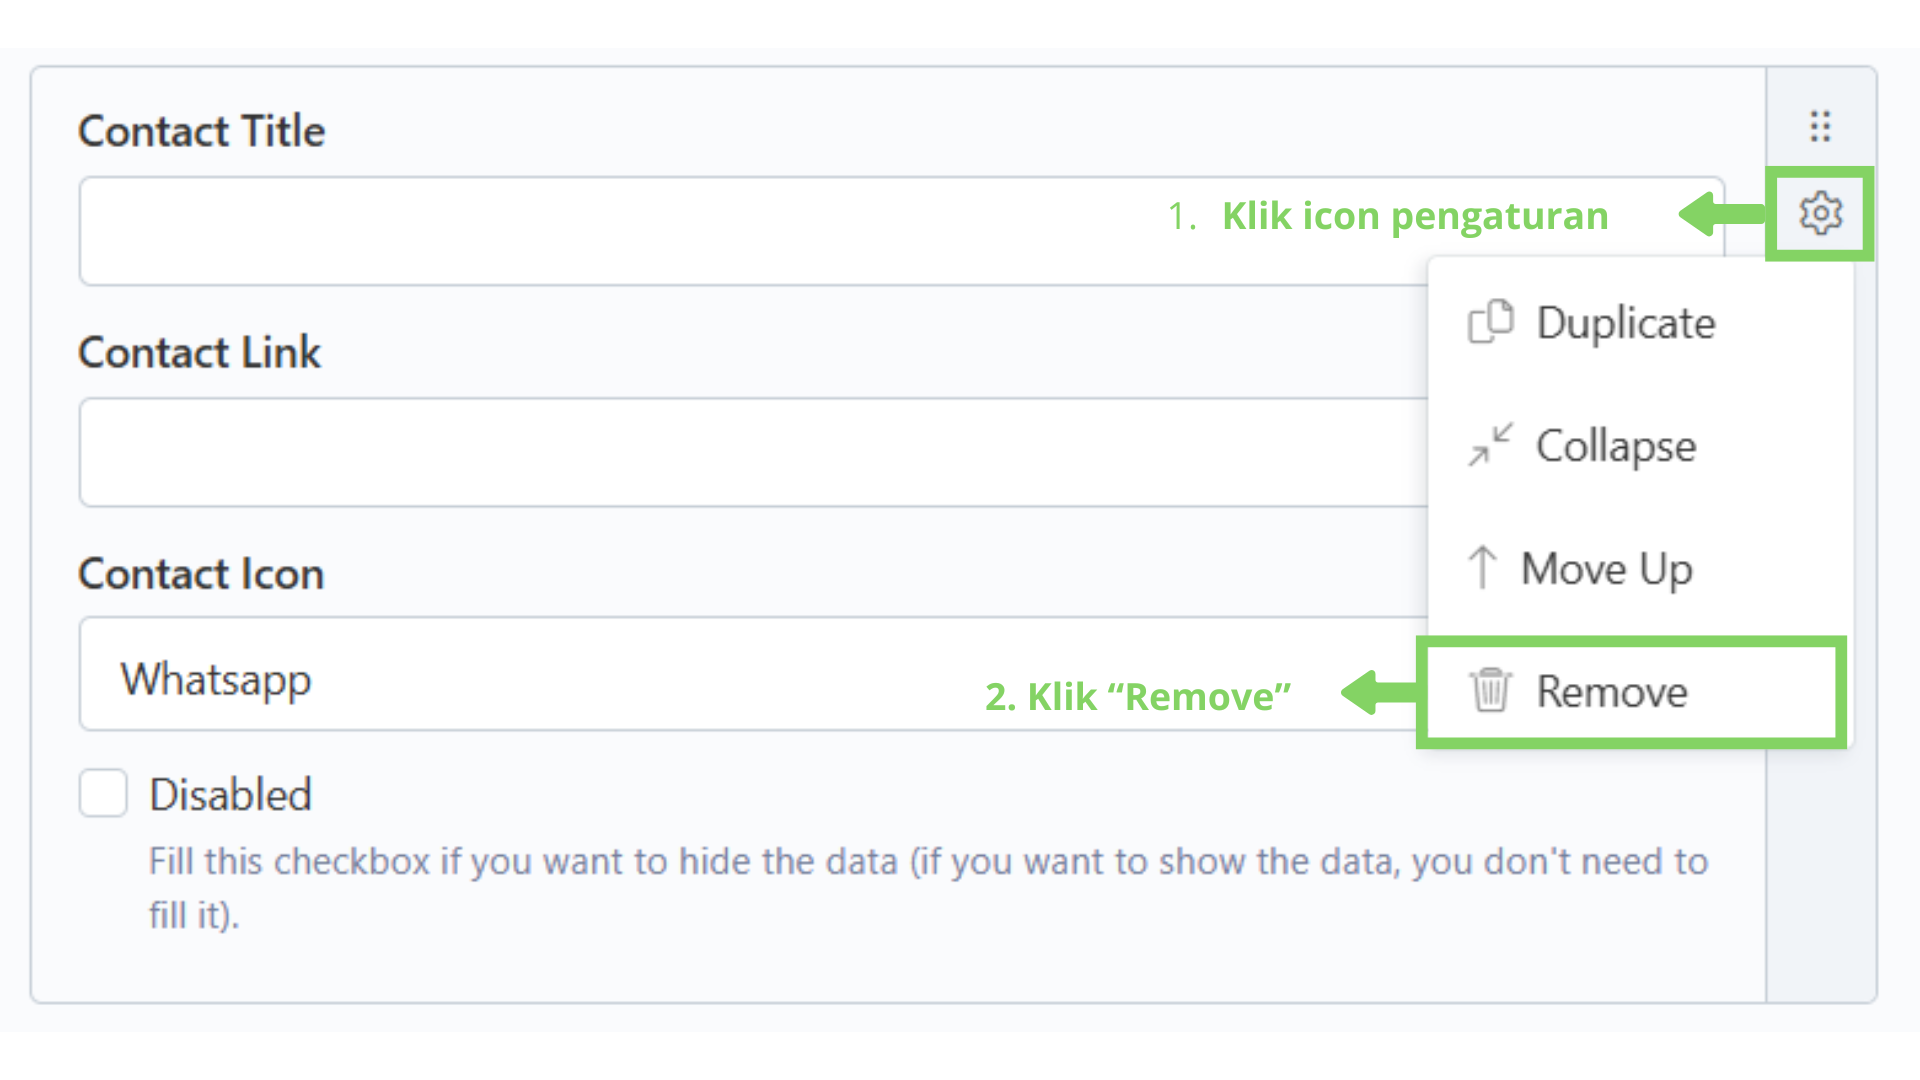 Contact Title
1. Klik icon pengaturan
Duplicate
Contact Link
Collapse
Contact Icon
Move Up
Whatsapp
2. Klik “Remove”
Remove
Disabled
Fill this checkbox if you want to hide the data (if you want to show the data, you don't need to
fill it).